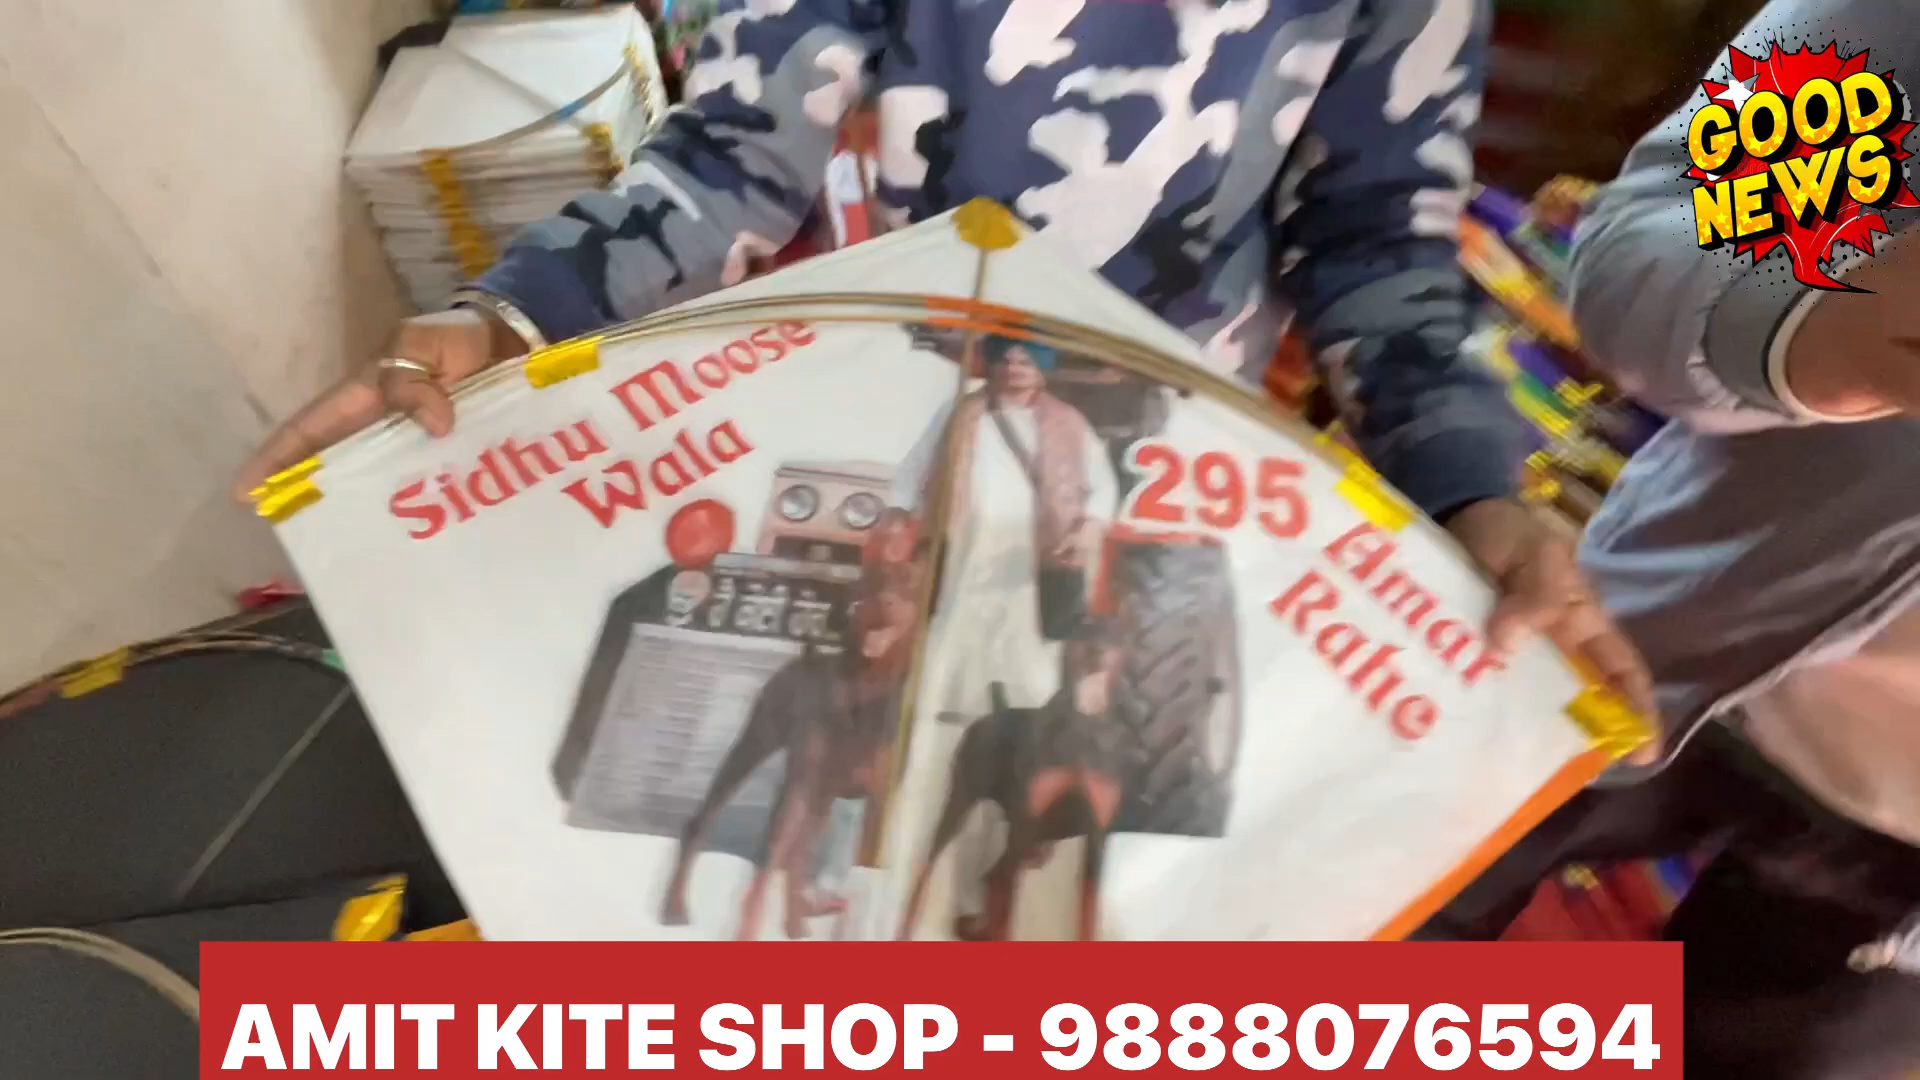 GOOD
NEWS
Sidhu Moose
Wala
295
Amar
Rahe
AMIT KITE SHOP - 9888076594